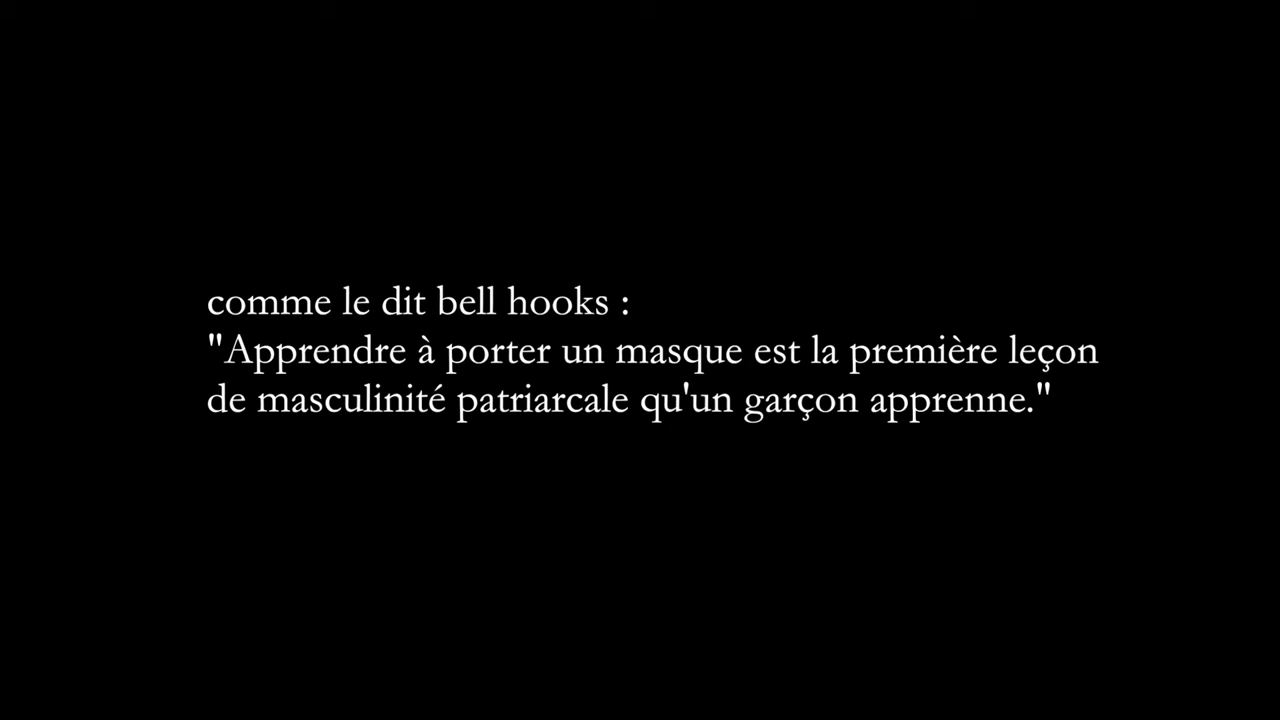 comme le dit bell hooks :
"Apprendre à porter un masque est la première leçon
de masculinité patriarcale qu'un garçon apprenne."